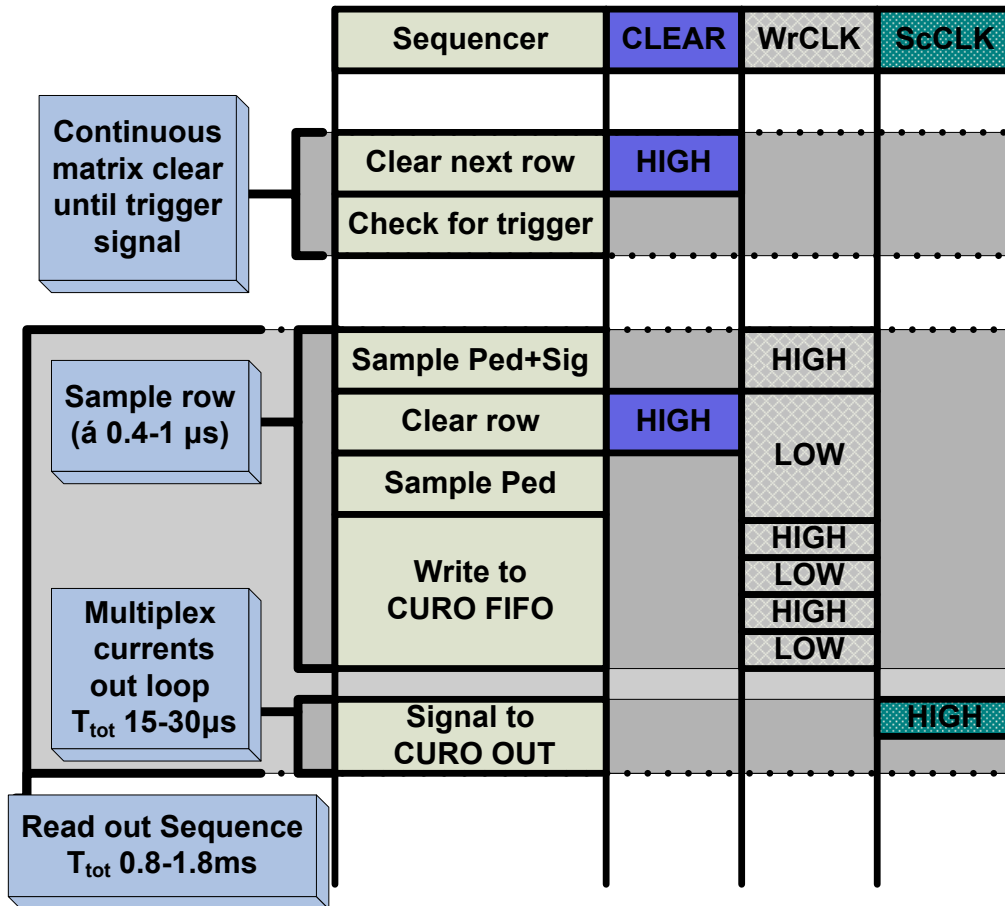 Sequencer CLEAR WrCLK ScCLK
Continuous
matrix clear
until trigger
signal
Clear next row HIGH
Check for trigger
Sample row
(á 0.4-1 µs)
Sample Ped+Sig HIGH
Clear row HIGH
LOW
Sample Ped
Write to
CURO FIFO
HIGH
LOW
HIGH
LOW
Multiplex
currents
out loop
Ttot 15-30µs
Signal to
CURO OUT
HIGH
Read out Sequence
Ttot 0.8-1.8ms